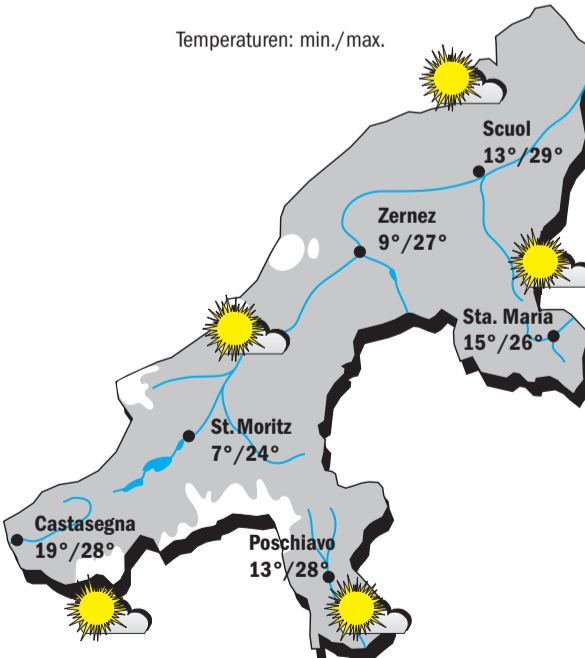 Temperaturen: min./max.
Scuol
13°/29°
Zernez
9°/27°
Sta. Maria
15°/26°
St. Moritz
7°/24°
Castasegna
19°/28°
Poschiavo
13°/28°